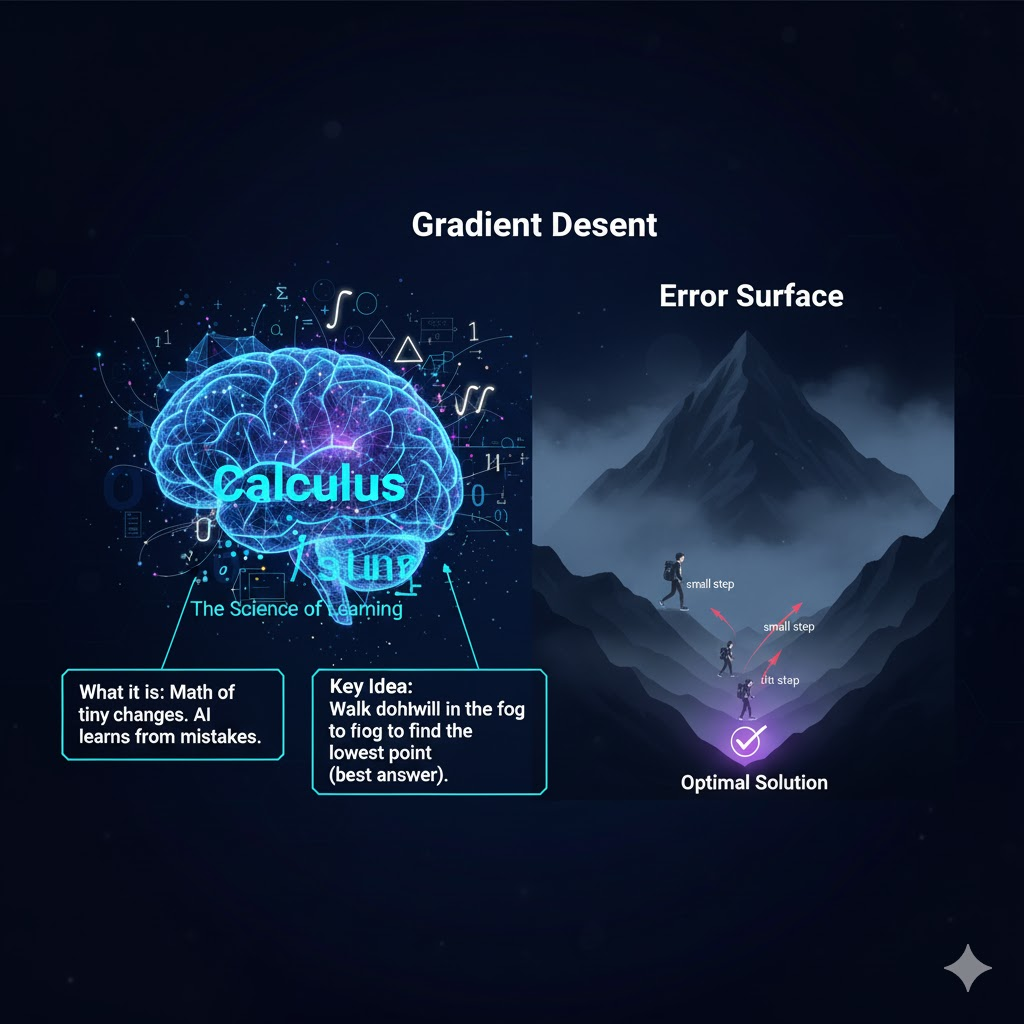 Gradient Desent
Error Surface
Calculus
The Science of Learning
What it is: Math of
tiny changes. AI
learns from mistakes.
Key Idea:
Walk dohlwill in the fog
to fiog to find the
lowest point
(best answer).
small step
small step
stap
Optimal Solution